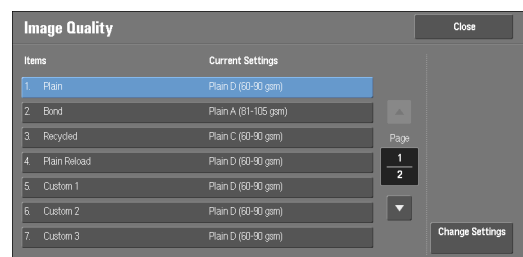 Image Quality
Close
Items Current Settings
1. Plain Plain D (60-90 gsm)
2. Bond Plain A (81-105 gsm)
3. Recycled Plain C (60-90 gsm)
4. Plain Reload Plain D (60-90 gsm)
5. Custom 1 Plain D (60-90 gsm)
6. Custom 2 Plain D (60-90 gsm)
7. Custom 3 Plain D (60-90 gsm)
Page
1
2
Change Settings